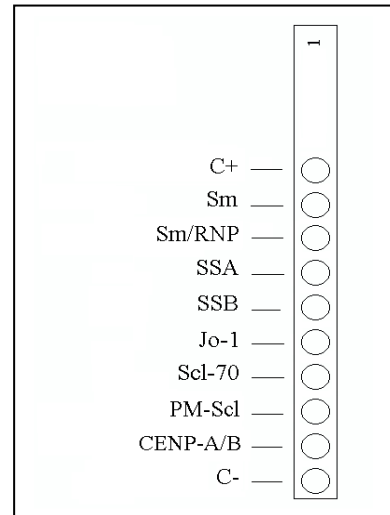 1
C+
Sm
Sm/RNP
SSA
SSB
Jo-1
Scl-70
PM-Scl
CENP-A/B
C-